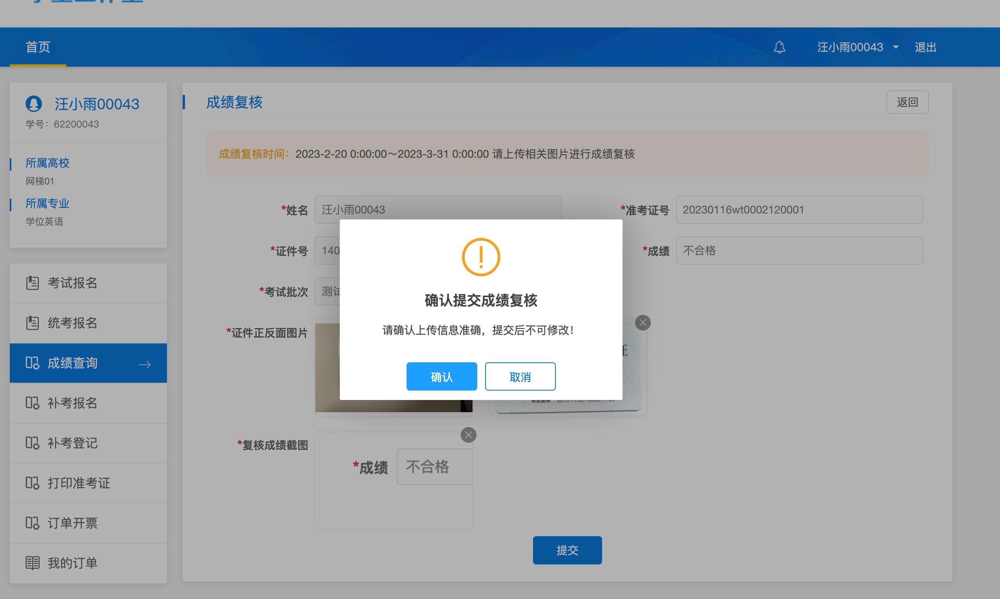 首页
汪小雨00043
退出
汪小雨00043
学号：62200043
所属高校
网梯01
所属专业
学位英语
考试报名
统考报名
成绩查询
补考报名
补考登记
打印准考证
订单开票
我的订单
成绩复核
返回
成绩复核时间：2023-2-20 0:00:00～2023-3-31 0:00:00 请上传相关图片进行成绩复核
*姓名 汪小雨00043
*准考证号 20230116wt0002120001
*证件号 140
*成绩 不合格
*考试批次 测试
*证件正反面图片
证
有效期限
确认提交成绩复核
请确认上传信息准确，提交后不可修改！
确认
取消
*复核成绩截图
*成绩 不合格
提交